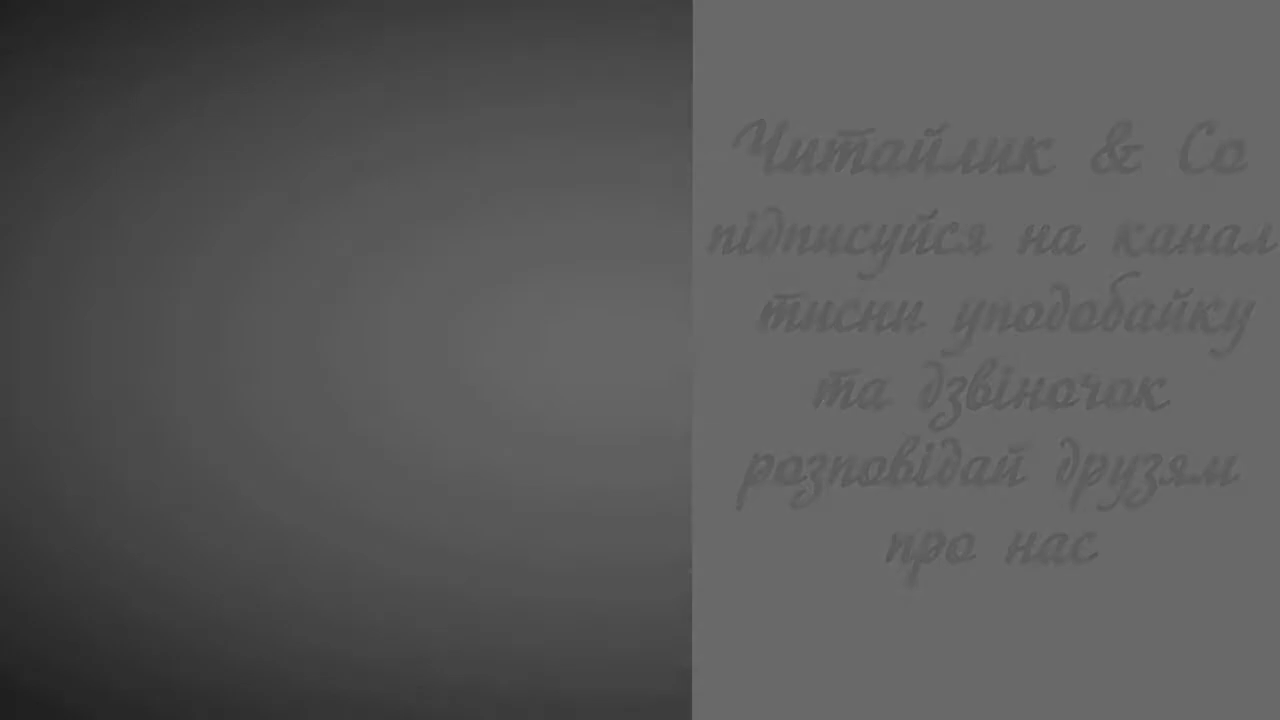 Читайлик & Co
підписуйся на канал
тисни уподобайку
та дзвіночок
розповідай друзям
про нас